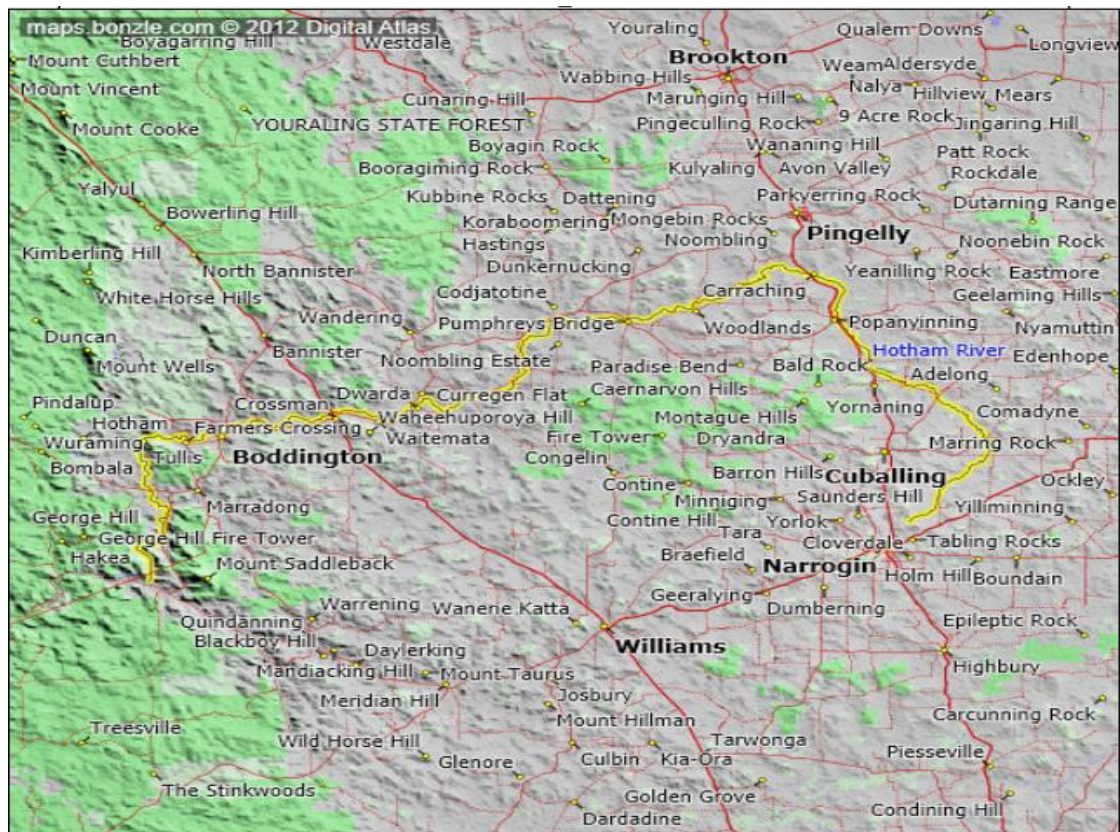 maps.bonzle.com © 2012 Digital Atlas
Boyagarring Hill
Westdale
Youraling
Qualem Downs
Longview
Mount Cuthbert
Brookton
Weam
Aldersyde
Mount Vincent
Wabbing Hills
Nalya
Hillview
Mears
Cunaring Hill
Marunging Hill
Mount Cooke
YOURALING STATE FOREST
Pingeculling Rock
9 Acre Rock
Jingaring Hill
Boyagin Rock
Wananing Hill
Patt Rock
Booragiming Rock
Kulyaling
Avon Valley
Rockdale
Yalyul
Kubbine Rocks
Dattening
Parkyerring Rock
Dutarning Range
Bowerling Hill
Koraboomering
Mongebin Rocks
Pingelly
Kimberling Hill
Hastings
Noombling
Noonebin Rock
North Bannister
Dunkernucking
Yeanilling Rock
Eastmore
White Horse Hills
Codjatotine
Carraching
Geelaming Hills
Wandering
Pumphreys Bridge
Woodlands
Popanyinning
Nyamuttin
Duncan
Bannister
Hotham River
Edenhope
Mount Wells
Noombling Estate
Paradise Bend
Bald Rock
Adelong
Pindalup
Dwarda
Curregen Flat
Caernarvon Hills
Crossman
Waheehuporoya Hill
Montague Hills
Yornaning
Comadyne
Hotham
Farmers Crossing
Waitemata
Fire Tower
Dryandra
Marring Rock
Wuraming
Tullis
Boddington
Congelin
Barron Hills
Cuballing
Bombala
Contine
Ockley
Marradong
Minniging
Saunders Hill
Yilliminning
George Hill
Contine Hill
Yorlok
George Hill Fire Tower
Tara
Cloverdale
Tabling Rocks
Hakea
Mount Saddleback
Braefield
Narrogin
Holm Hill
Boundain
Geeralying
Warrening
Wanerie Katta
Dumberning
Quindanning
Epileptic Rock
Blackboy Hill
Daylerking
Williams
Mandiacking Hill
Mount Taurus
Highbury
Meridian Hill
Josbury
Carcunning Rock
Treesville
Mount Hillman
Wild Horse Hill
Tarwonga
Culbin
Kia-Ora
Piesseville
Glenore
The Stinkwoods
Golden Grove
Condining Hill
Dardadine